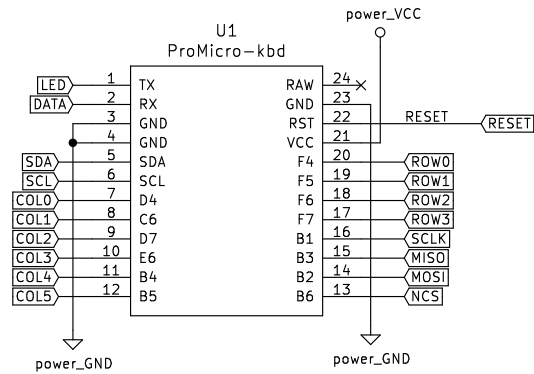 power_VCC
U1
ProMicro-kbd
LED 1 TX RAW 24
DATA 2 RX GND 23
3 GND RST 22 RESET RESET
4 GND VCC 21
SDA 5 SDA F4 20 ROW0
SCL 6 SCL F5 19 ROW1
COL0 7 D4 F6 18 ROW2
COL1 8 C6 F7 17 ROW3
COL2 9 D7 B1 16 SCLK
COL3 10 E6 B3 15 MISO
COL4 11 B4 B2 14 MOSI
COL5 12 B5 B6 13 NCS
power_GND power_GND